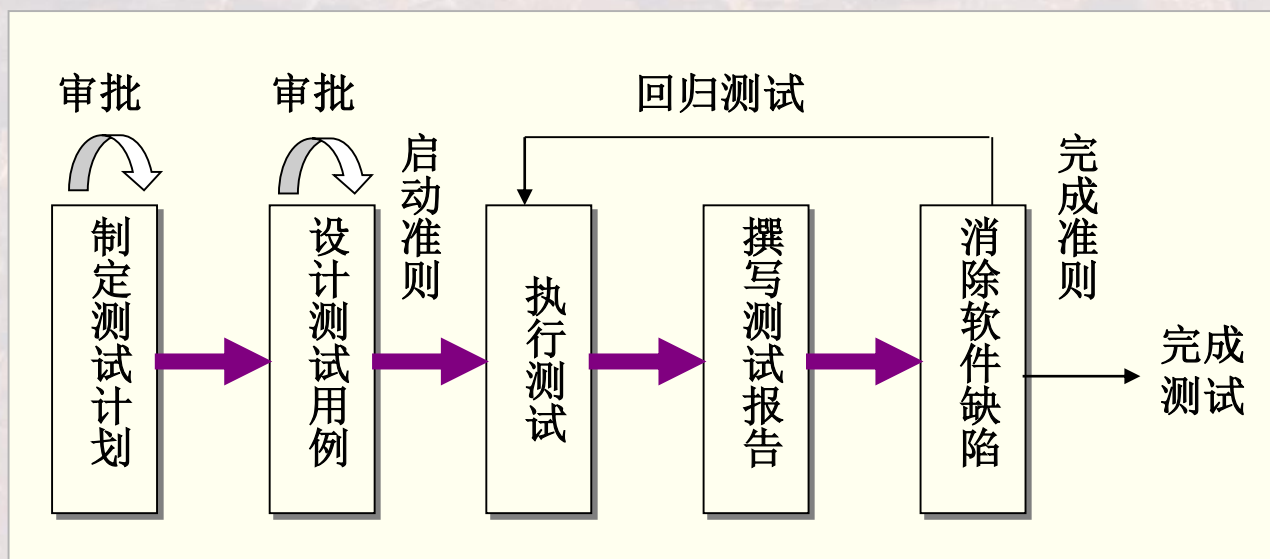 审批
审批
回归测试
启动准则
完成准则
制定测试计划
设计测试用例
执行测试
撰写测试报告
消除软件缺陷
完成
测试